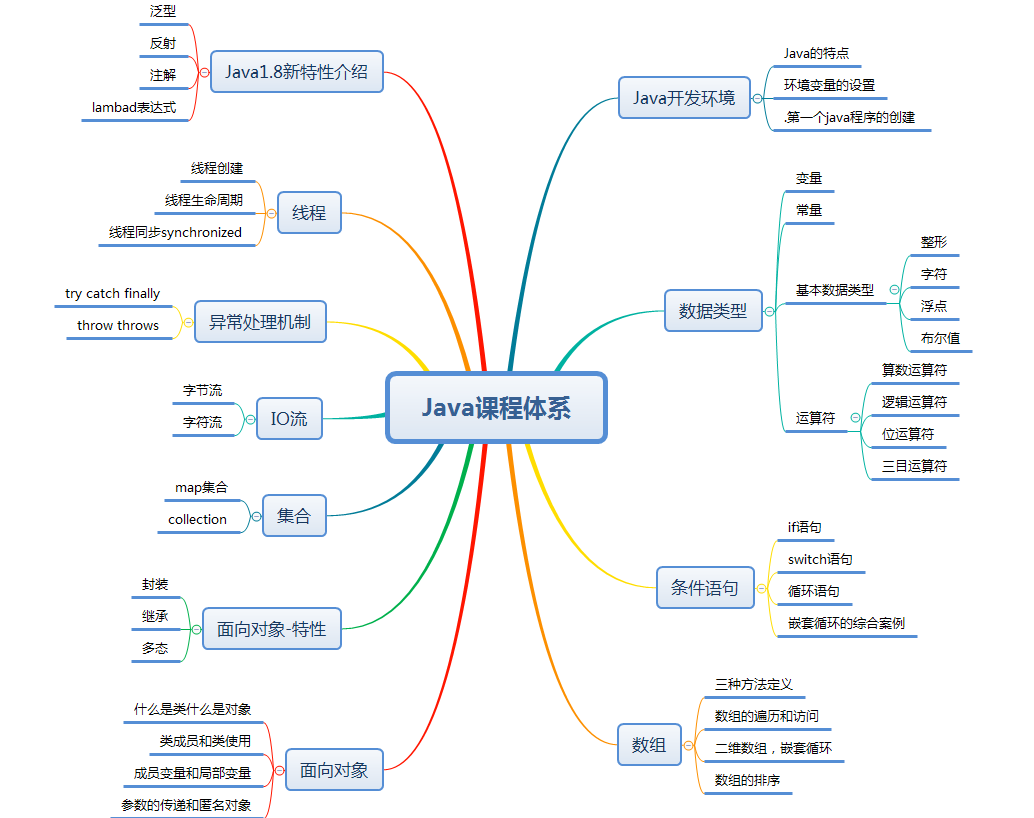 Java课程体系
Java开发环境
Java的特点
环境变量的设置
.第一个java程序的创建
数据类型
变量
常量
基本数据类型
整形
字符
浮点
布尔值
运算符
算数运算符
逻辑运算符
位运算符
三目运算符
条件语句
if语句
switch语句
循环语句
嵌套循环的综合案例
数组
三种方法定义
数组的遍历和访问
二维数组，嵌套循环
数组的排序
面向对象
什么是类什么是对象
类成员和类使用
成员变量和局部变量
参数的传递和匿名对象
面向对象-特性
封装
继承
多态
集合
map集合
collection
IO流
字节流
字符流
异常处理机制
try catch finally
throw throws
线程
线程创建
线程生命周期
线程同步synchronized
Java1.8新特性介绍
泛型
反射
注解
lambad表达式